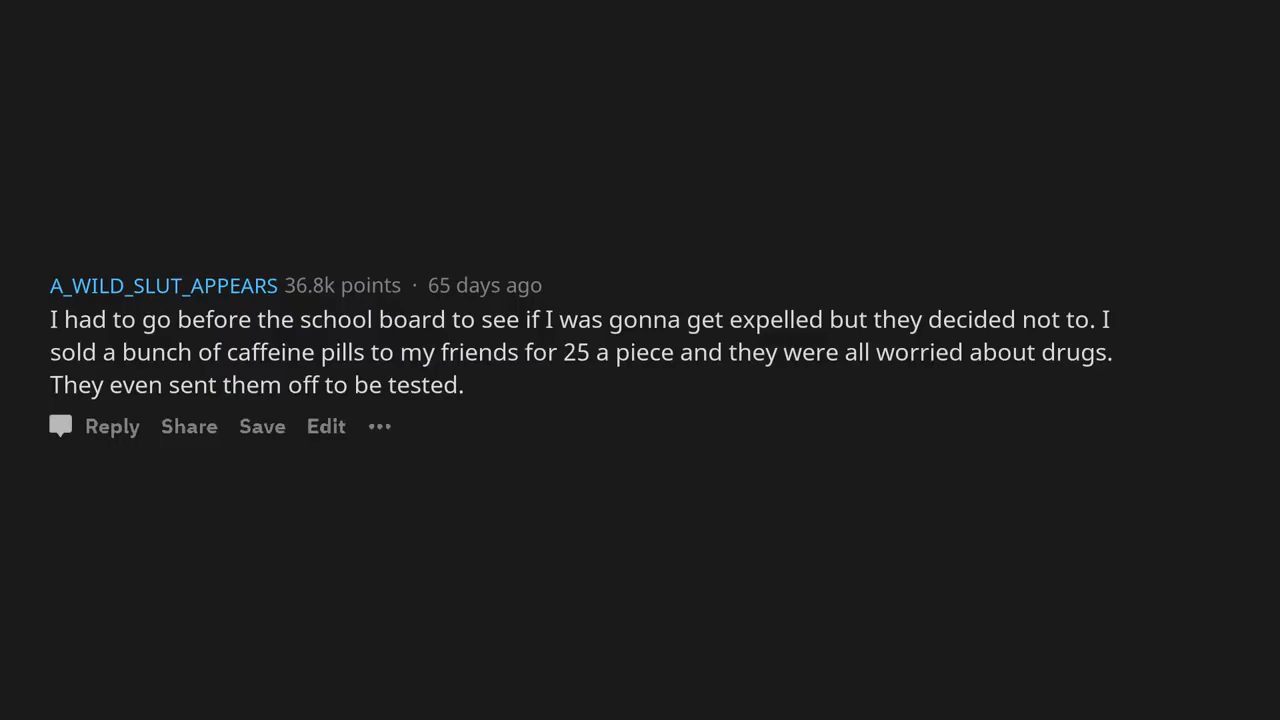 A_WILD_SLUT_APPEARS 36.8k points · 65 days ago
I had to go before the school board to see if I was gonna get expelled but they decided not to. I
sold a bunch of caffeine pills to my friends for 25 a piece and they were all worried about drugs.
They even sent them off to be tested.
Reply Share Save Edit •••